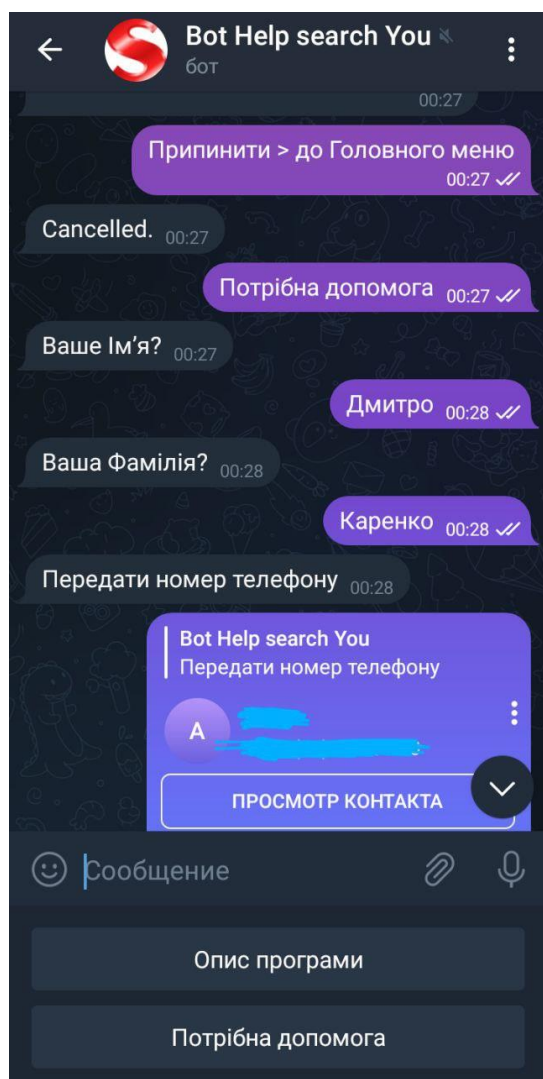 Bot Help search You
бот
00:27
Припинити > до Головного меню
00:27
Cancelled. 00:27
Потрібна допомога 00:27
Ваше Ім’я? 00:27
Дмитро 00:28
Ваша Фамілія? 00:28
Каренко 00:28
Передати номер телефону 00:28
Bot Help search You
Передати номер телефону
А
ПРОСМОТР КОНТАКТА
Сообщение
Опис програми
Потрібна допомога